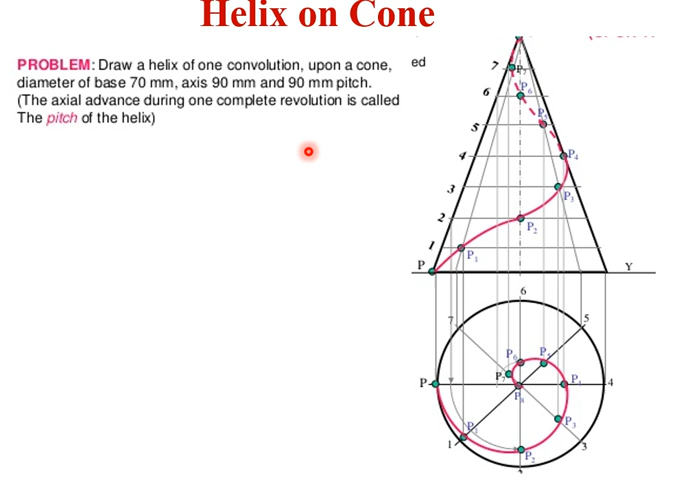 Helix on Cone
PROBLEM: Draw a helix of one convolution, upon a cone,
diameter of base 70 mm, axis 90 mm and 90 mm pitch.
(The axial advance during one complete revolution is called
The pitch of the helix)
ed
7
P7
6
P6
5
P5
4
P4
3
P3
2
P2
1
P1
P
Y
6
7
5
P6
P5
P7
P
P4
4
P8
P1
P3
1
3
P2